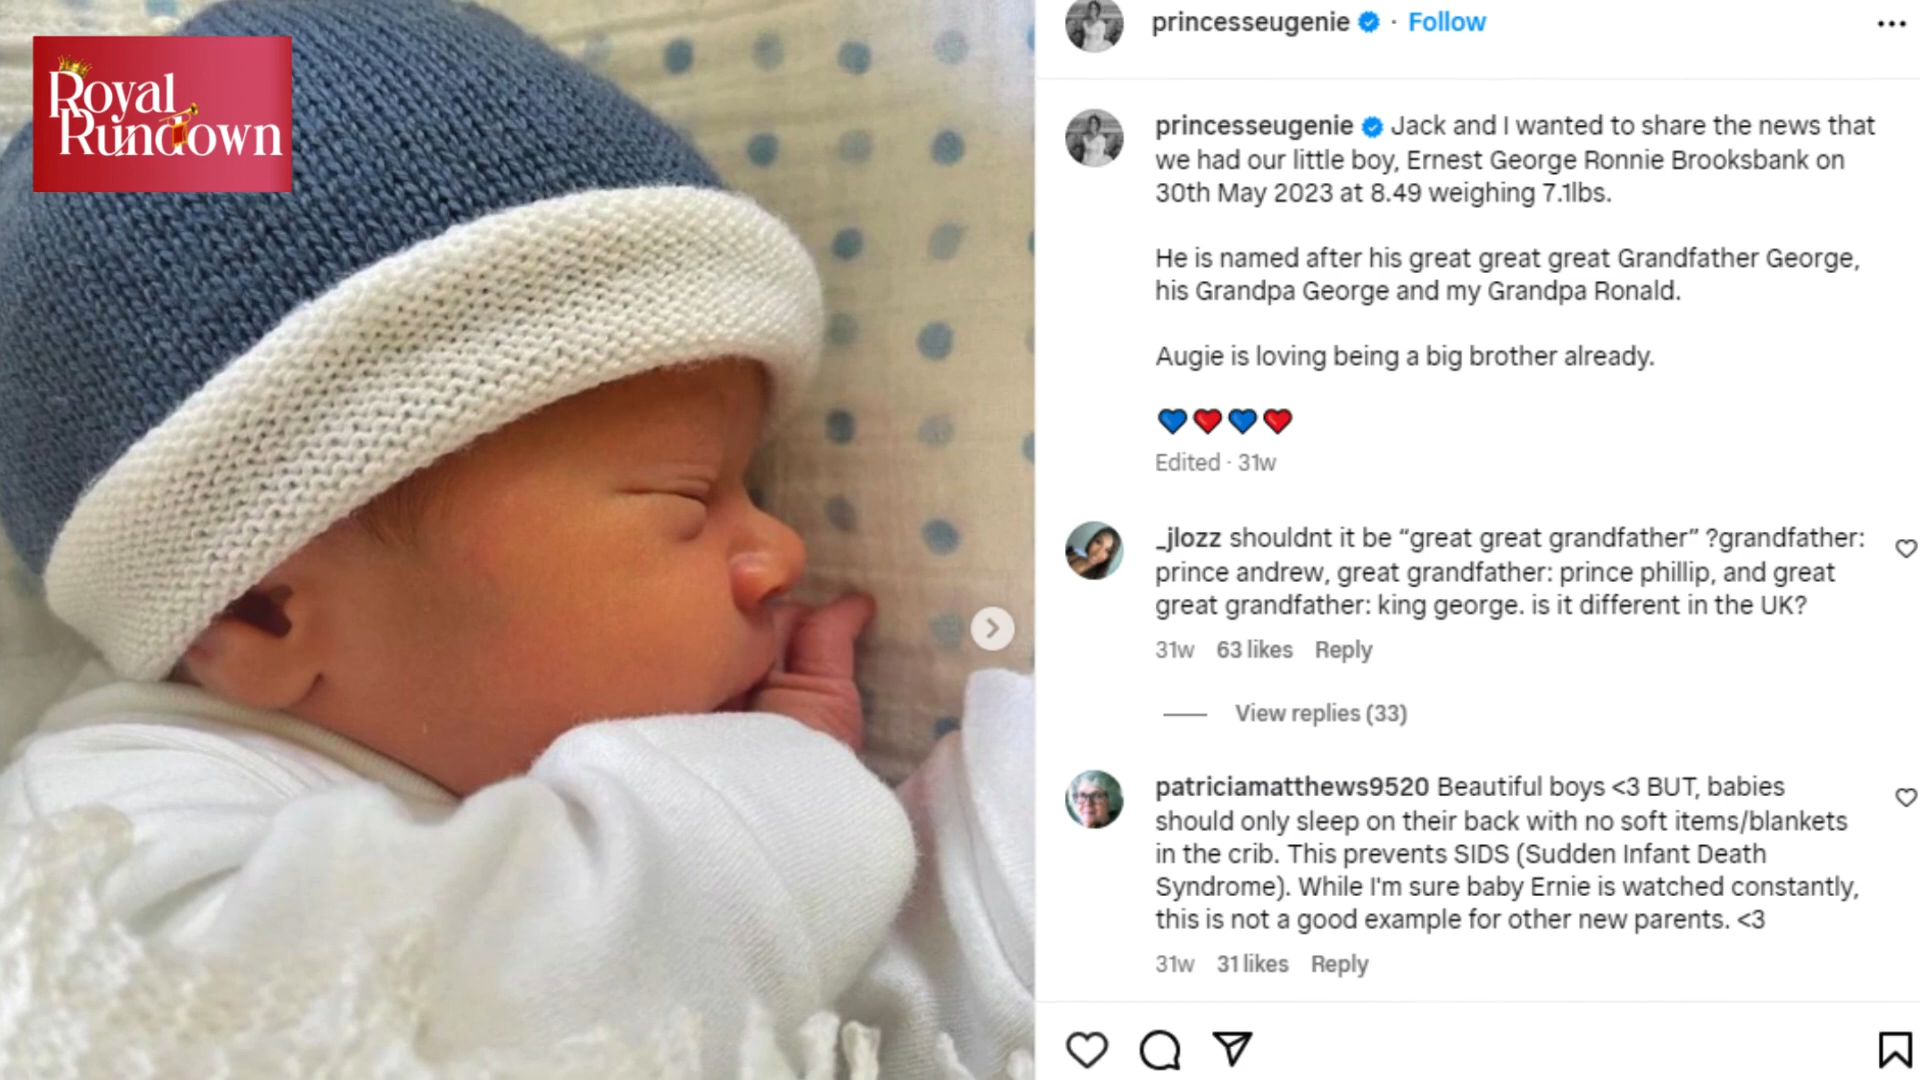 Royal
Rundown
princesseugenie · Follow
princesseugenie Jack and I wanted to share the news that
we had our little boy, Ernest George Ronnie Brooksbank on
30th May 2023 at 8.49 weighing 7.1lbs.
He is named after his great great great Grandfather George,
his Grandpa George and my Grandpa Ronald.
Augie is loving being a big brother already.
💙❤️💙❤️
Edited · 31w
_jlozz shouldnt it be “great great grandfather” ?grandfather:
prince andrew, great grandfather: prince phillip, and great
great grandfather: king george. is it different in the UK?
31w 63 likes Reply
View replies (33)
patriciamatthews9520 Beautiful boys <3 BUT, babies
should only sleep on their back with no soft items/blankets
in the crib. This prevents SIDS (Sudden Infant Death
Syndrome). While I'm sure baby Ernie is watched constantly,
this is not a good example for other new parents. <3
31w 31 likes Reply